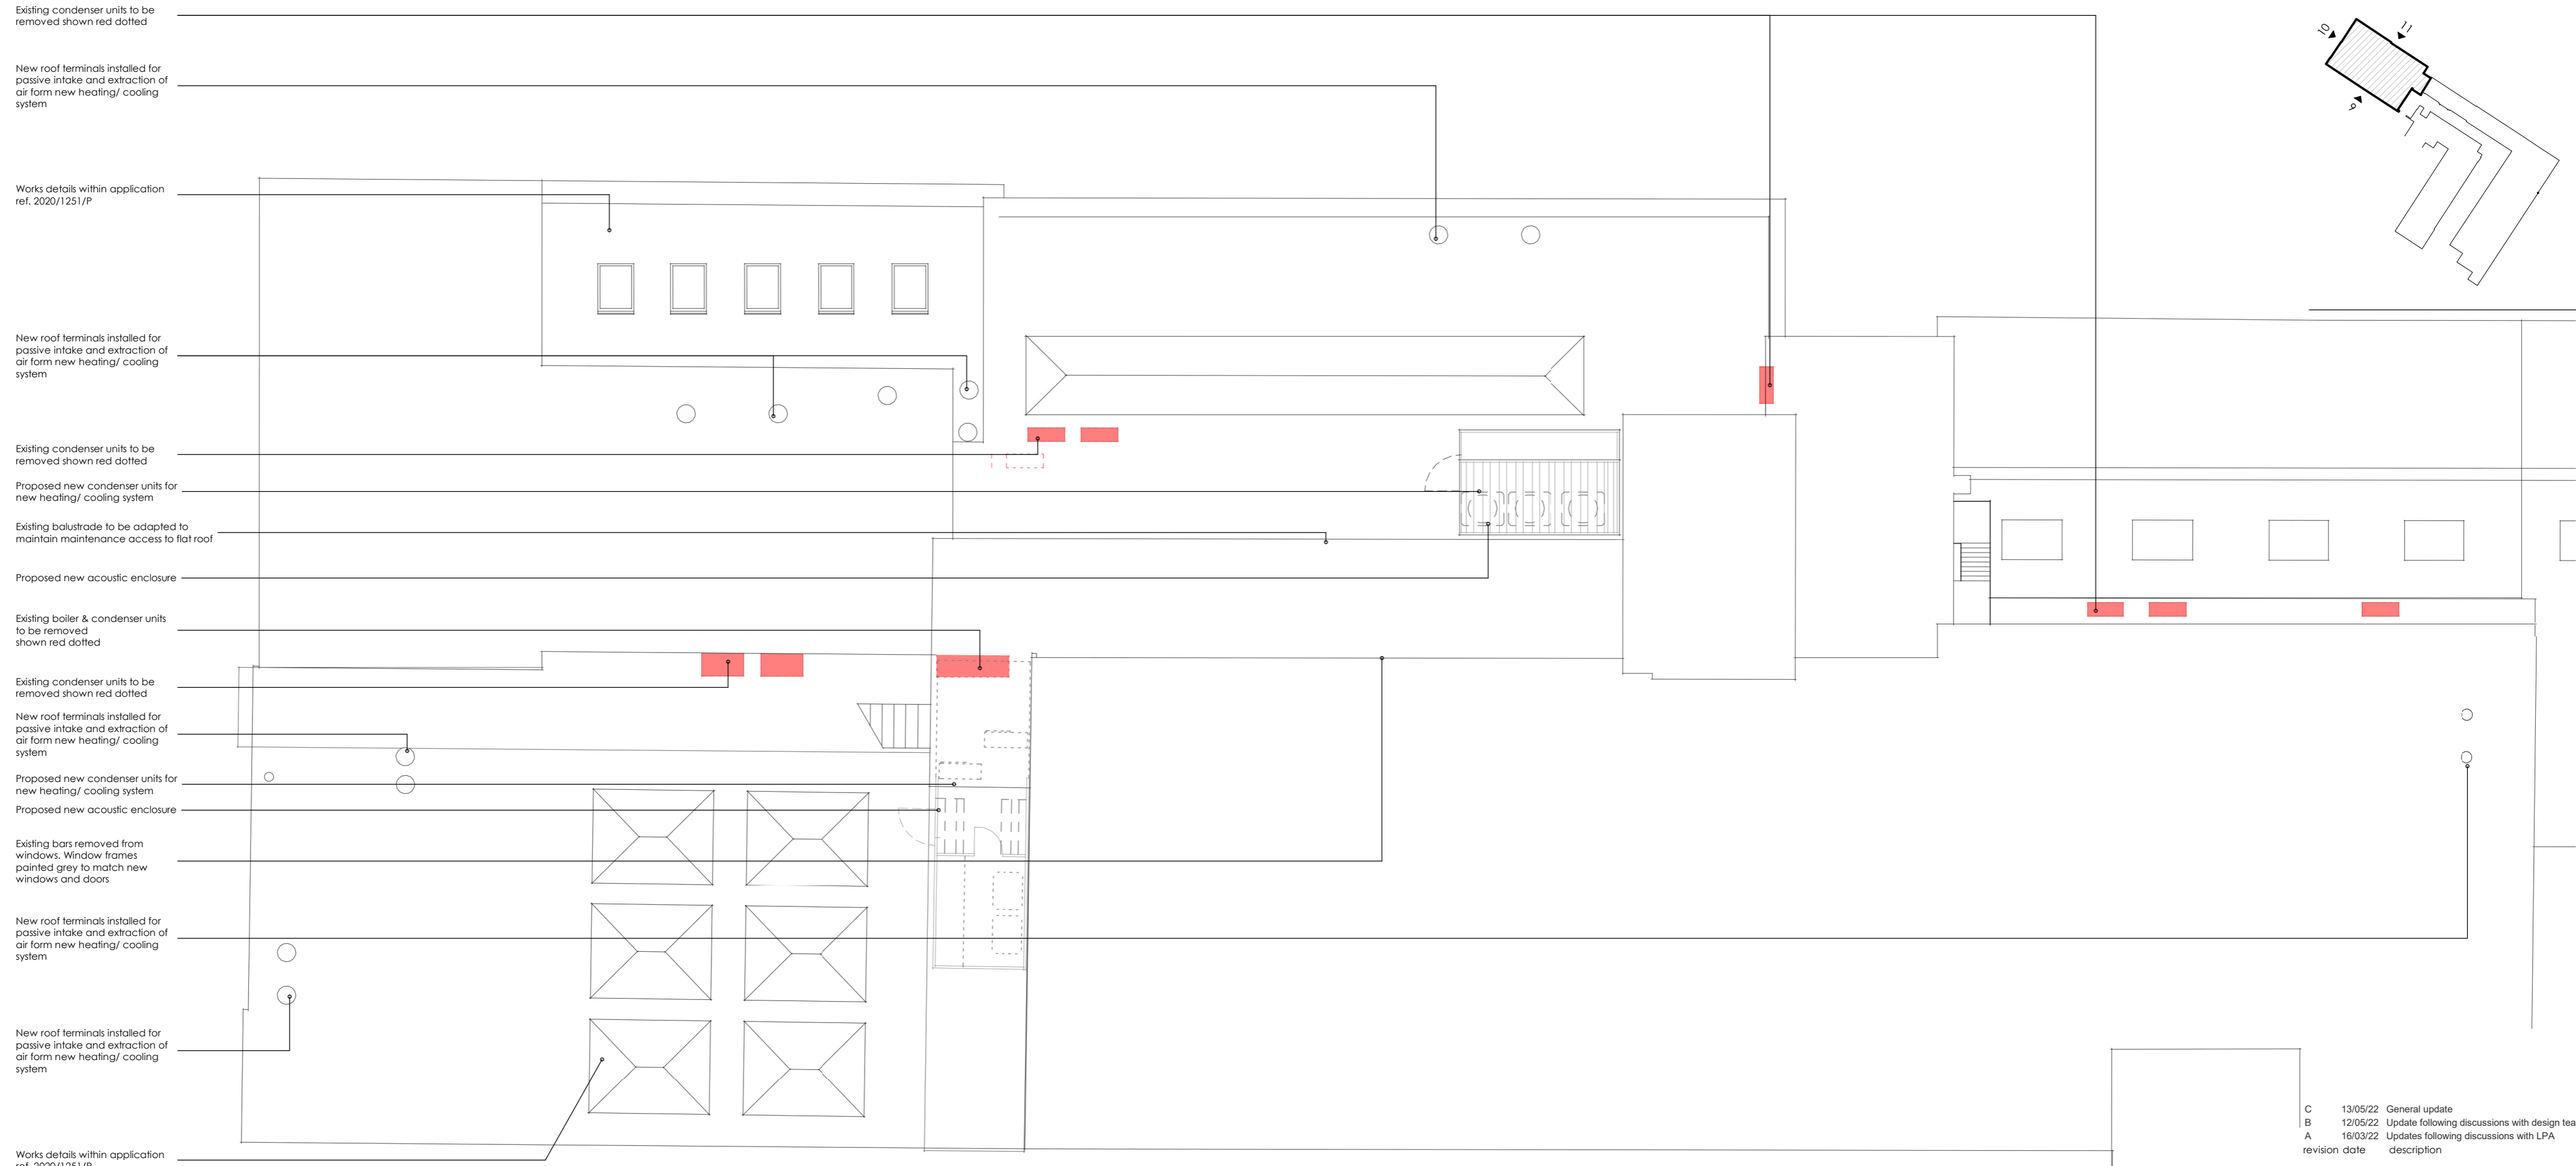 Existing condenser units to be
removed shown red dotted
New roof terminals installed for
passive intake and extraction of
air form new heating/ cooling
system
Works details within application
ref. 2020/1251/P
New roof terminals installed for
passive intake and extraction of
air form new heating/ cooling
system
Existing condenser units to be
removed shown red dotted
Proposed new condenser units for
new heating/ cooling system
Existing balustrade to be adapted to
maintain maintenance access to flat roof
Proposed new acoustic enclosure
Existing boiler & condenser units
to be removed
shown red dotted
Existing condenser units to be
removed shown red dotted
New roof terminals installed for
passive intake and extraction of
air form new heating/ cooling
system
Proposed new condenser units for
new heating/ cooling system
Proposed new acoustic enclosure
Existing bars removed from
windows. Window frames
painted grey to match new
windows and doors
New roof terminals installed for
passive intake and extraction of
air form new heating/ cooling
system
New roof terminals installed for
passive intake and extraction of
air form new heating/ cooling
system
Works details within application
ref. 2020/1251/P
10
11
9
C 13/05/22 General update
B 12/05/22 Update following discussions with design tea
A 16/03/22 Updates following discussions with LPA
revision date description